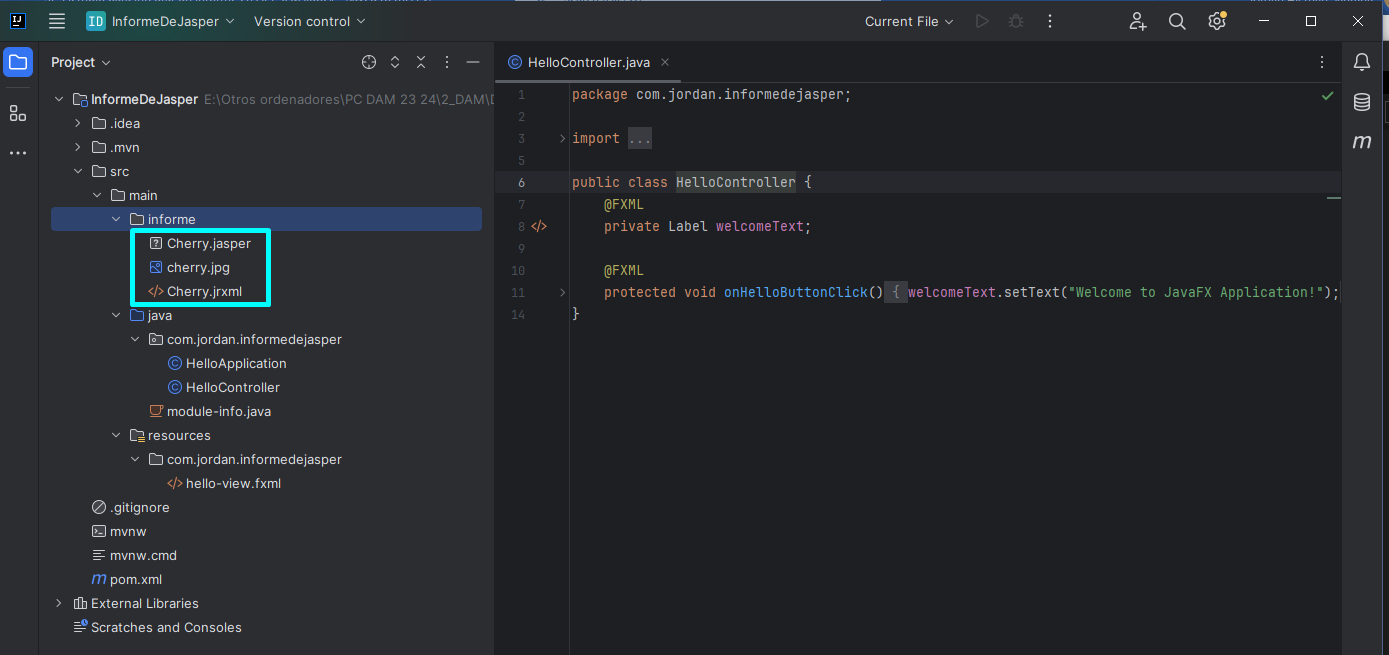 IJ
ID InformeDeJasper Version control Current File
Project
HelloController.java
InformeDeJasper E:\Otros ordenadores\PC DAM 23 24\2_DAM\
.idea
.mvn
src
main
informe
Cherry.jasper
cherry.jpg
Cherry.jrxml
java
com.jordan.informedejasper
HelloApplication
HelloController
module-info.java
resources
com.jordan.informedejasper
hello-view.fxml
.gitignore
mvnw
mvnw.cmd
m pom.xml
External Libraries
Scratches and Consoles
1 package com.jordan.informedejasper;
2
3 import ...
5
6 public class HelloController {
7 @FXML
8 </> private Label welcomeText;
9
10 @FXML
11 protected void onHelloButtonClick() { welcomeText.setText("Welcome to JavaFX Application!");
14 }
m